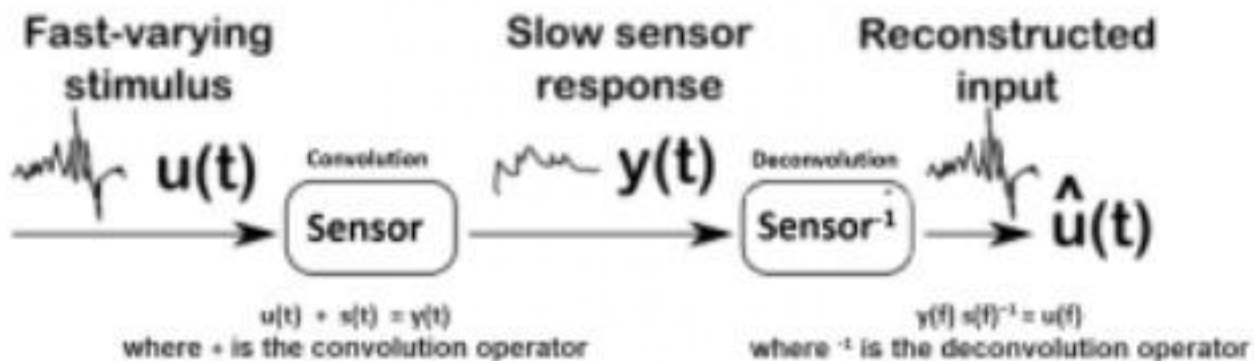 Fast-varying
stimulus
Slow sensor
response
Reconstructed
input
u(t)
Convolution
Sensor
y(t)
Deconvolution
Sensor⁻¹
û(t)
u(t) * s(t) = y(t)
where * is the convolution operator
y(f) s(f)⁻¹ = u(f)
where ⁻¹ is the deconvolution operator